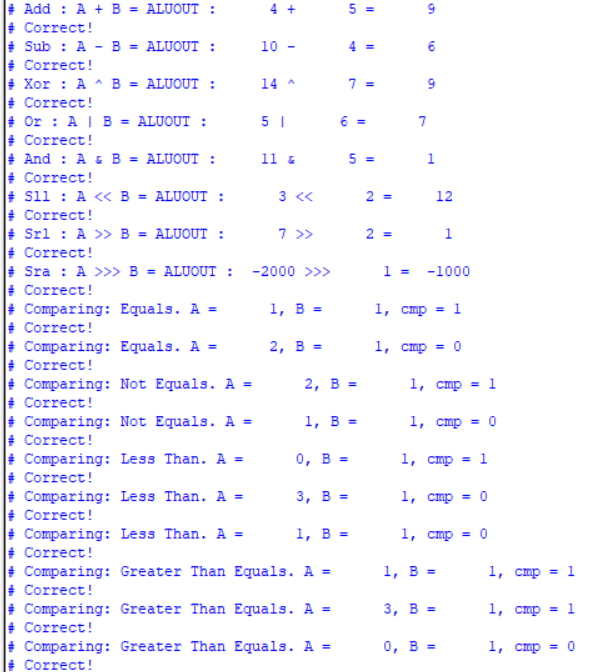 # Add : A + B = ALUOUT :      4 +      5 =      9
# Correct!
# Sub : A - B = ALUOUT :     10 -      4 =      6
# Correct!
# Xor : A ^ B = ALUOUT :     14 ^      7 =      9
# Correct!
# Or : A | B = ALUOUT :      5 |      6 =      7
# Correct!
# And : A & B = ALUOUT :     11 &      5 =      1
# Correct!
# Sll : A << B = ALUOUT :      3 <<      2 =     12
# Correct!
# Srl : A >> B = ALUOUT :      7 >>      2 =      1
# Correct!
# Sra : A >>> B = ALUOUT :  -2000 >>>      1 =  -1000
# Correct!
# Comparing: Equals. A =      1, B =      1, cmp = 1
# Correct!
# Comparing: Equals. A =      2, B =      1, cmp = 0
# Correct!
# Comparing: Not Equals. A =      2, B =      1, cmp = 1
# Correct!
# Comparing: Not Equals. A =      1, B =      1, cmp = 0
# Correct!
# Comparing: Less Than. A =      0, B =      1, cmp = 1
# Correct!
# Comparing: Less Than. A =      3, B =      1, cmp = 0
# Correct!
# Comparing: Less Than. A =      1, B =      1, cmp = 0
# Correct!
# Comparing: Greater Than Equals. A =      1, B =      1, cmp = 1
# Correct!
# Comparing: Greater Than Equals. A =      3, B =      1, cmp = 1
# Correct!
# Comparing: Greater Than Equals. A =      0, B =      1, cmp = 0
# Correct!